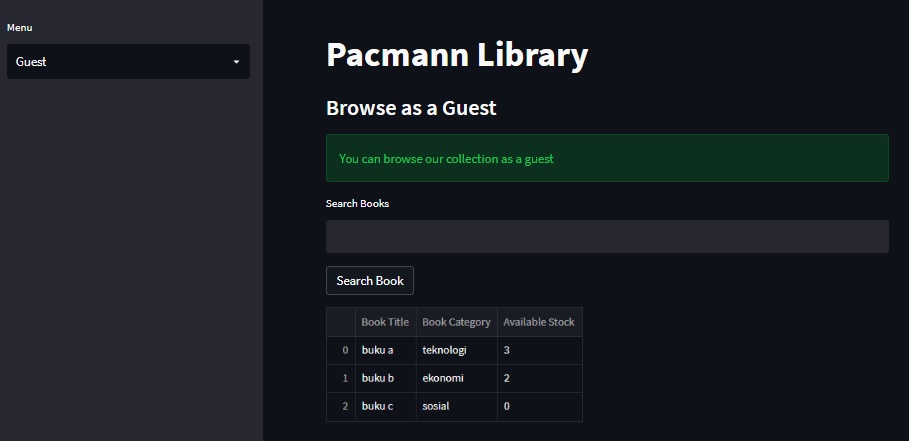 Menu
Guest
Pacmann Library
Browse as a Guest
You can browse our collection as a guest
Search Books
Search Book
Book Title Book Category Available Stock
0 buku a teknologi 3
1 buku b ekonomi 2
2 buku c sosial 0